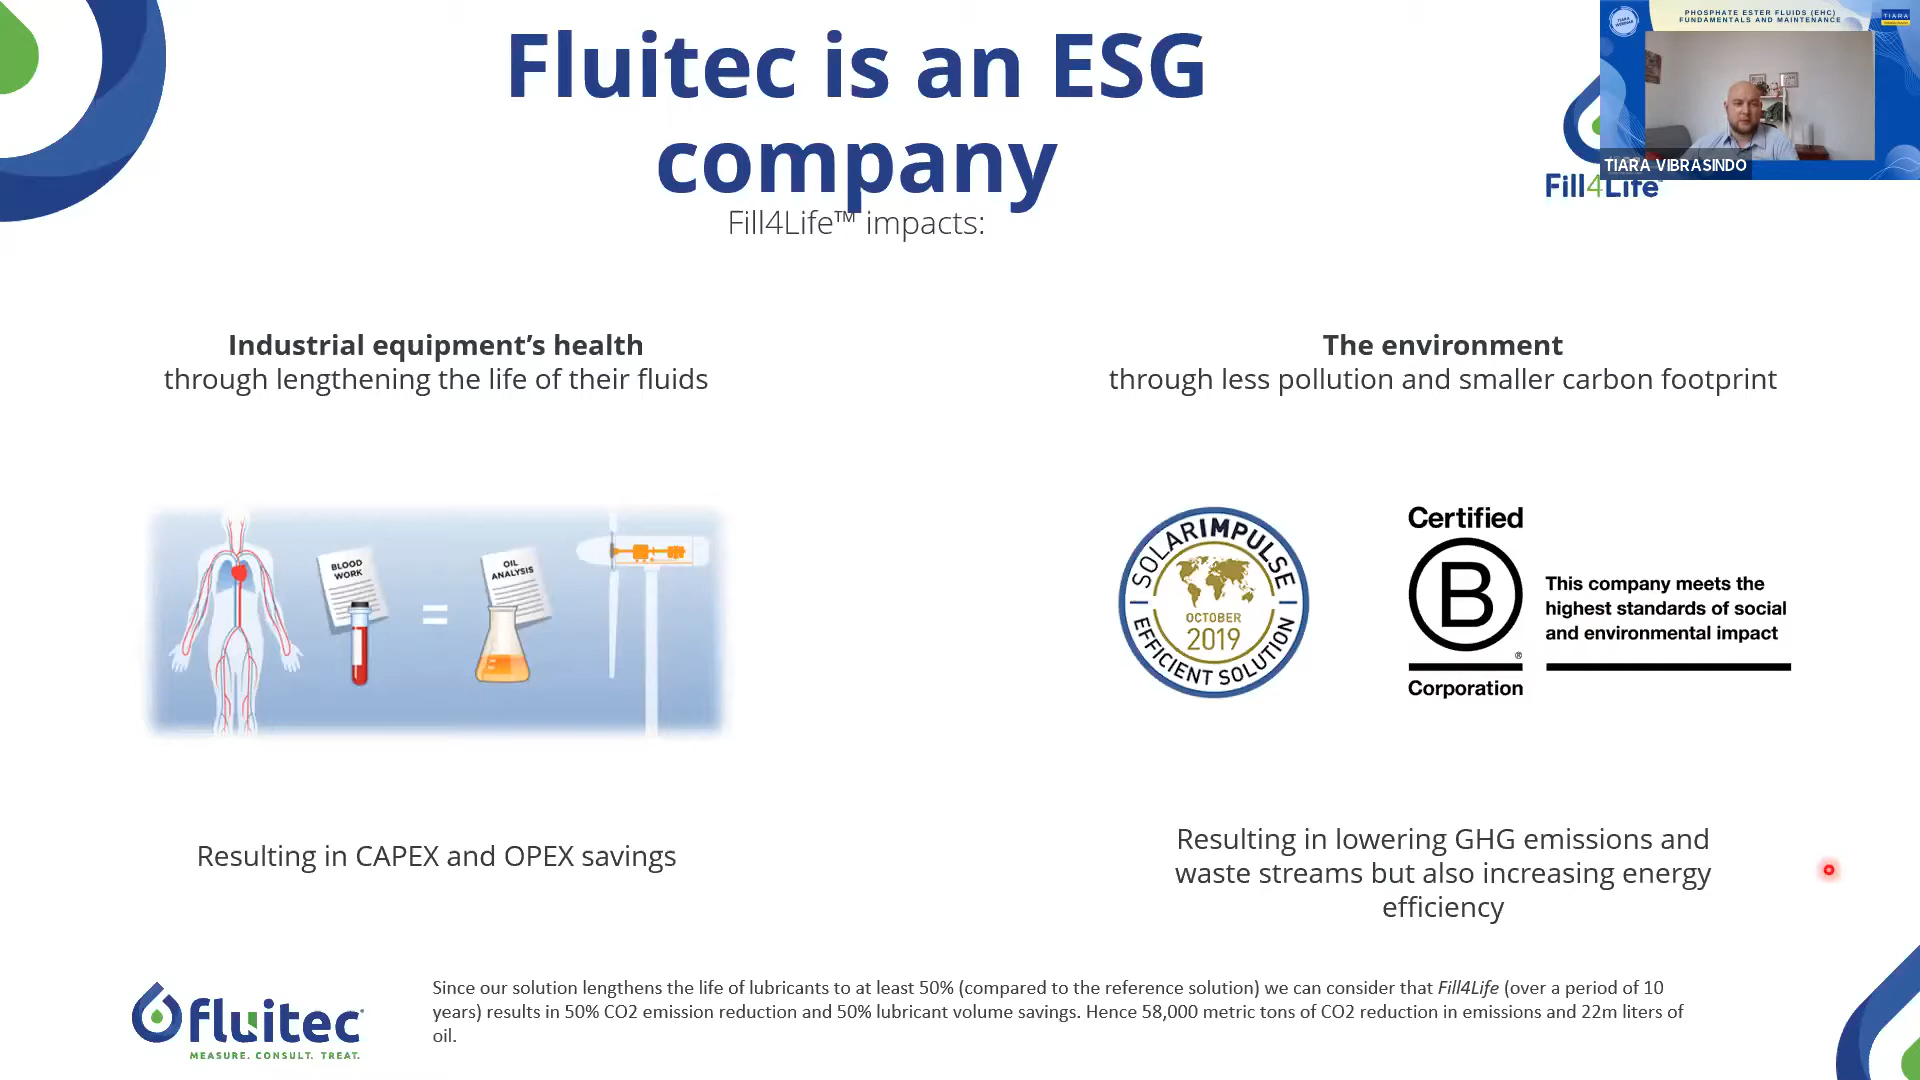 Fluitec is an ESG
company
Fill4Life™ impacts:
PHOSPHATE ESTER FLUIDS (EHC)
FUNDAMENTALS AND MAINTENANCE
TIARA
TIARA VIBRASINDO
Fill4Life
Industrial equipment’s health
through lengthening the life of their fluids
The environment
through less pollution and smaller carbon footprint
BLOOD
WORK
=
OIL
ANALYSIS
SOLARIMPULSE
OCTOBER
2019
EFFICIENT SOLUTION
Certified
B
®
Corporation
This company meets the
highest standards of social
and environmental impact
Resulting in CAPEX and OPEX savings
Resulting in lowering GHG emissions and
waste streams but also increasing energy
efficiency
fluitec
MEASURE. CONSULT. TREAT.
Since our solution lengthens the life of lubricants to at least 50% (compared to the reference solution) we can consider that Fill4Life (over a period of 10
years) results in 50% CO2 emission reduction and 50% lubricant volume savings. Hence 58,000 metric tons of CO2 reduction in emissions and 22m liters of
oil.